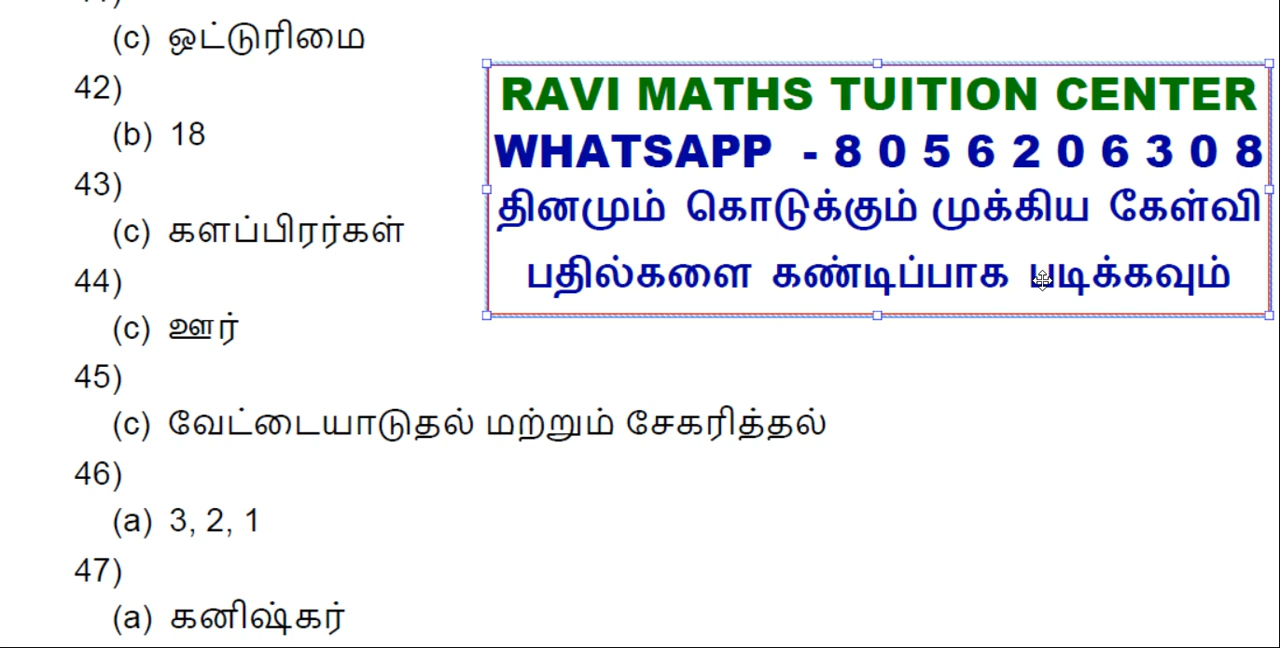 (c) ஒட்டுரிமை
42)
(b) 18
43)
(c) களப்பிரர்கள்
44)
(c) ஊர்
45)
(c) வேட்டையாடுதல் மற்றும் சேகரித்தல்
46)
(a) 3, 2, 1
47)
(a) கனிஷ்கர்
RAVI MATHS TUITION CENTER
WHATSAPP - 8 0 5 6 2 0 6 3 0 8
தினமும் கொடுக்கும் முக்கிய கேள்வி
பதில்களை கண்டிப்பாக படிக்கவும்